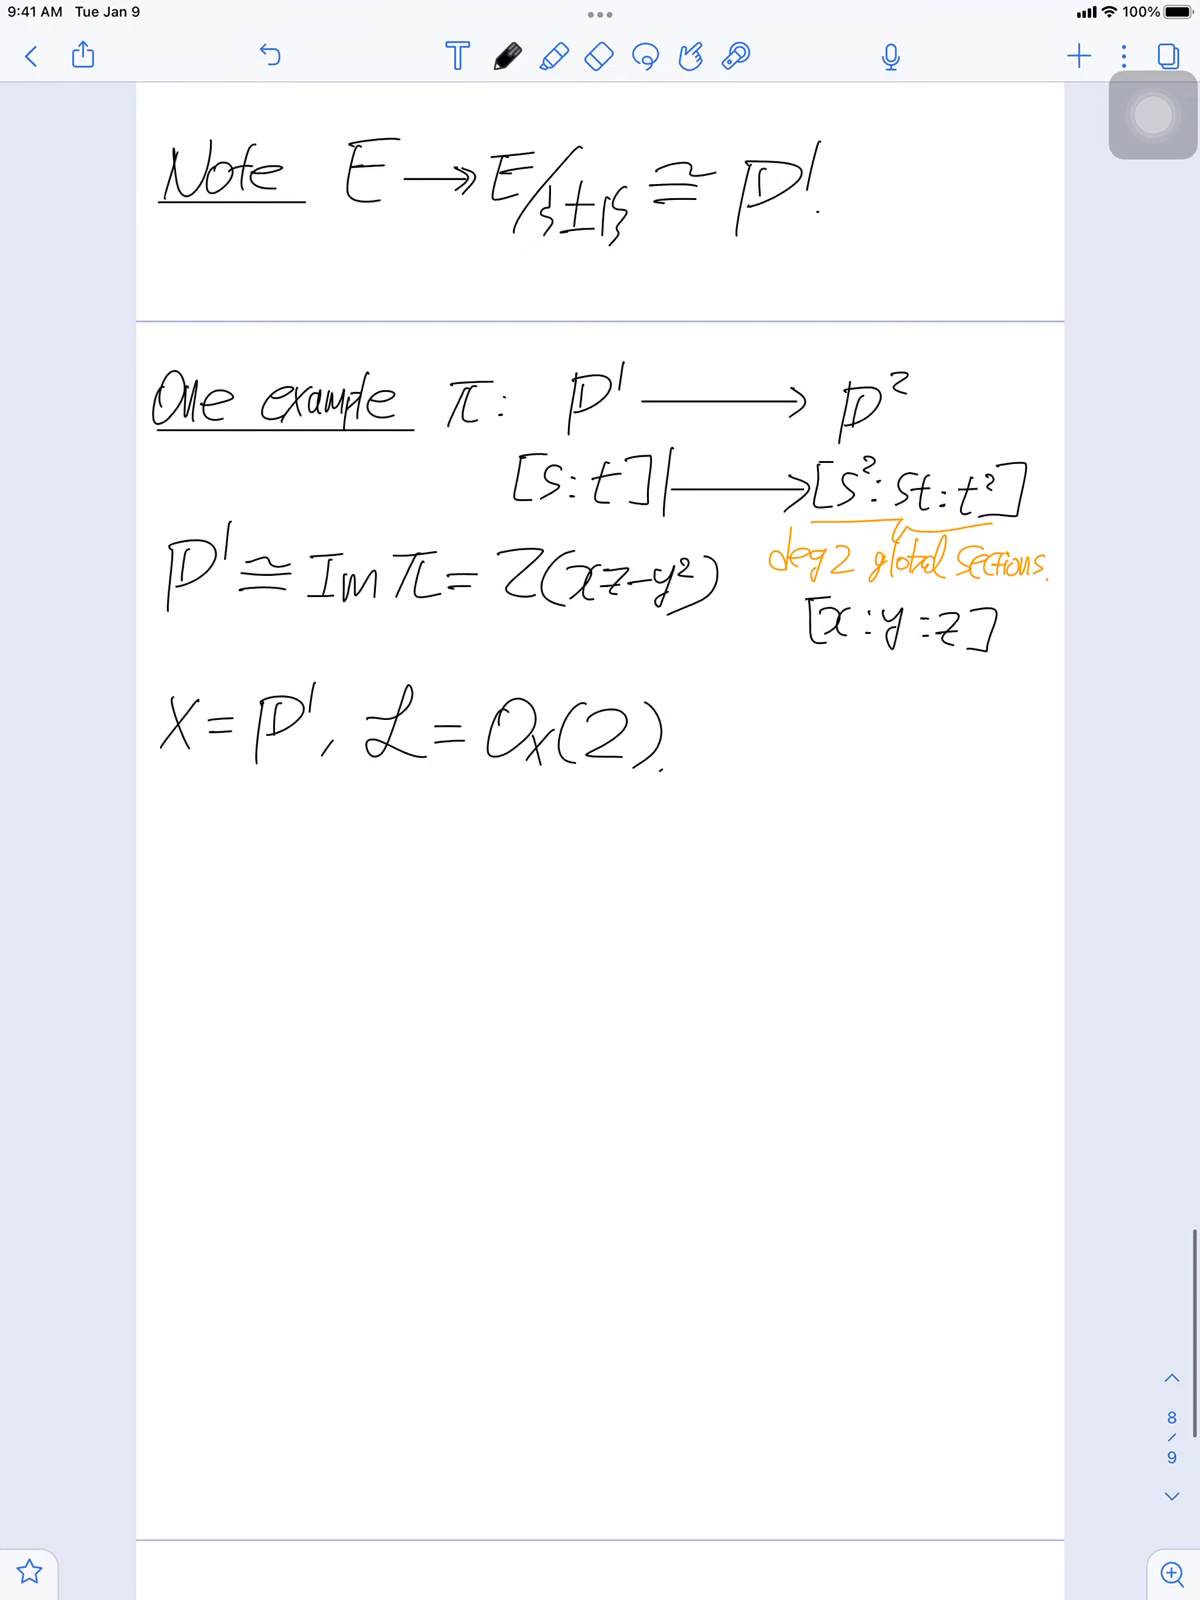 9:41 AM Tue Jan 9
100%
Note E ↠ E/{±1} ≅ P¹.
One example π: P¹ ⟶ P²
[s:t] ⟼ [s²:st:t²]
deg 2 global sections.
P¹ ≅ Im π = Z(xz-y²)
[x:y:z]
X = P¹, ℒ = O_X(2).
8
/
9